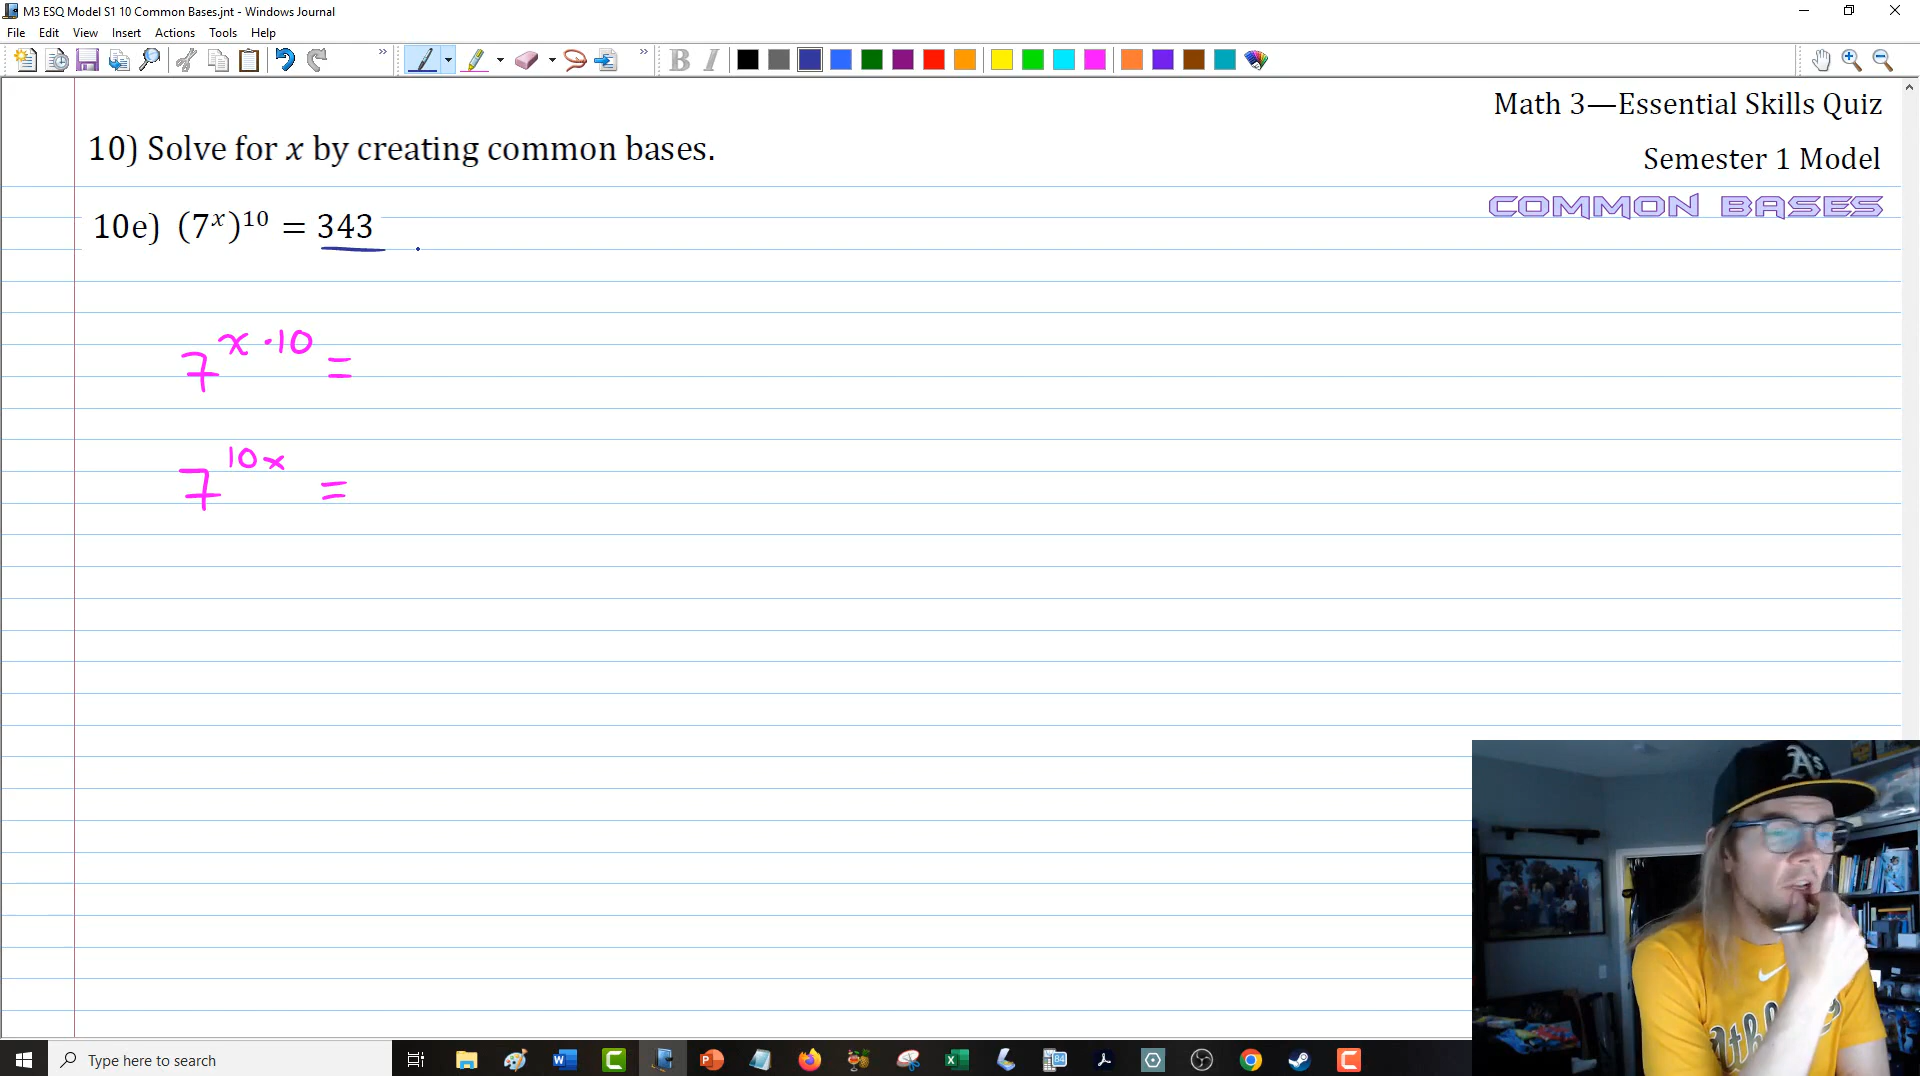 M3 ESQ Model S1 10 Common Bases.jnt - Windows Journal
File Edit View Insert Actions Tools Help
B I
Math 3—Essential Skills Quiz
10) Solve for x by creating common bases.
Semester 1 Model
COMMON BASES
10e) (7^x)^10 = 343
7^x·10 =
7^10x =
A's
Type here to search
84